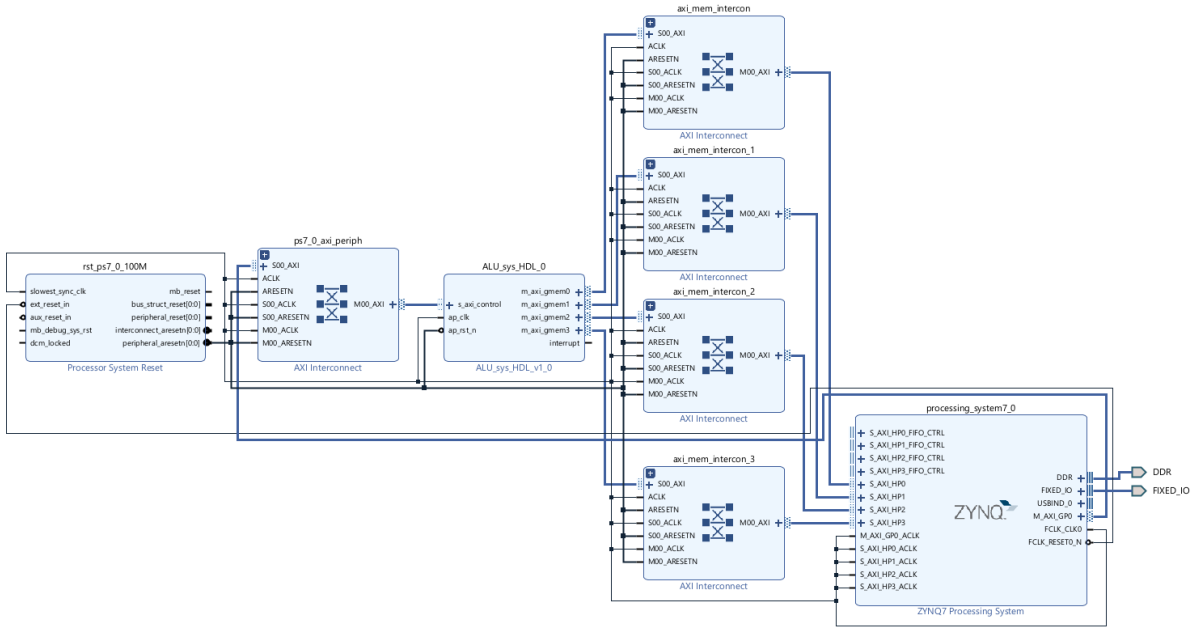 axi_mem_intercon
S00_AXI
ACLK
ARESETN
S00_ACLK
M00_AXI
S00_ARESETN
M00_ACLK
M00_ARESETN
AXI Interconnect
axi_mem_intercon_1
S00_AXI
ACLK
ARESETN
S00_ACLK
M00_AXI
S00_ARESETN
M00_ACLK
M00_ARESETN
AXI Interconnect
rst_ps7_0_100M
slowest_sync_clk
ext_reset_in
aux_reset_in
mb_debug_sys_rst
dcm_locked
mb_reset
bus_struct_reset[0:0]
peripheral_reset[0:0]
interconnect_aresetn[0:0]
peripheral_aresetn[0:0]
Processor System Reset
ps7_0_axi_periph
S00_AXI
ACLK
ARESETN
S00_ACLK
M00_AXI
S00_ARESETN
M00_ACLK
M00_ARESETN
AXI Interconnect
ALU_sys_HDL_0
s_axi_control
ap_clk
ap_rst_n
m_axi_gmem0
m_axi_gmem1
m_axi_gmem2
m_axi_gmem3
interrupt
ALU_sys_HDL_v1_0
axi_mem_intercon_2
S00_AXI
ACLK
ARESETN
S00_ACLK
M00_AXI
S00_ARESETN
M00_ACLK
M00_ARESETN
AXI Interconnect
axi_mem_intercon_3
S00_AXI
ACLK
ARESETN
S00_ACLK
M00_AXI
S00_ARESETN
M00_ACLK
M00_ARESETN
AXI Interconnect
processing_system7_0
S_AXI_HP0_FIFO_CTRL
S_AXI_HP1_FIFO_CTRL
S_AXI_HP2_FIFO_CTRL
S_AXI_HP3_FIFO_CTRL
S_AXI_HP0
S_AXI_HP1
S_AXI_HP2
S_AXI_HP3
M_AXI_GP0_ACLK
S_AXI_HP0_ACLK
S_AXI_HP1_ACLK
S_AXI_HP2_ACLK
S_AXI_HP3_ACLK
ZYNQ
DDR
FIXED_IO
USBIND_0
M_AXI_GP0
FCLK_CLK0
FCLK_RESET0_N
ZYNQ7 Processing System
DDR
FIXED_IO